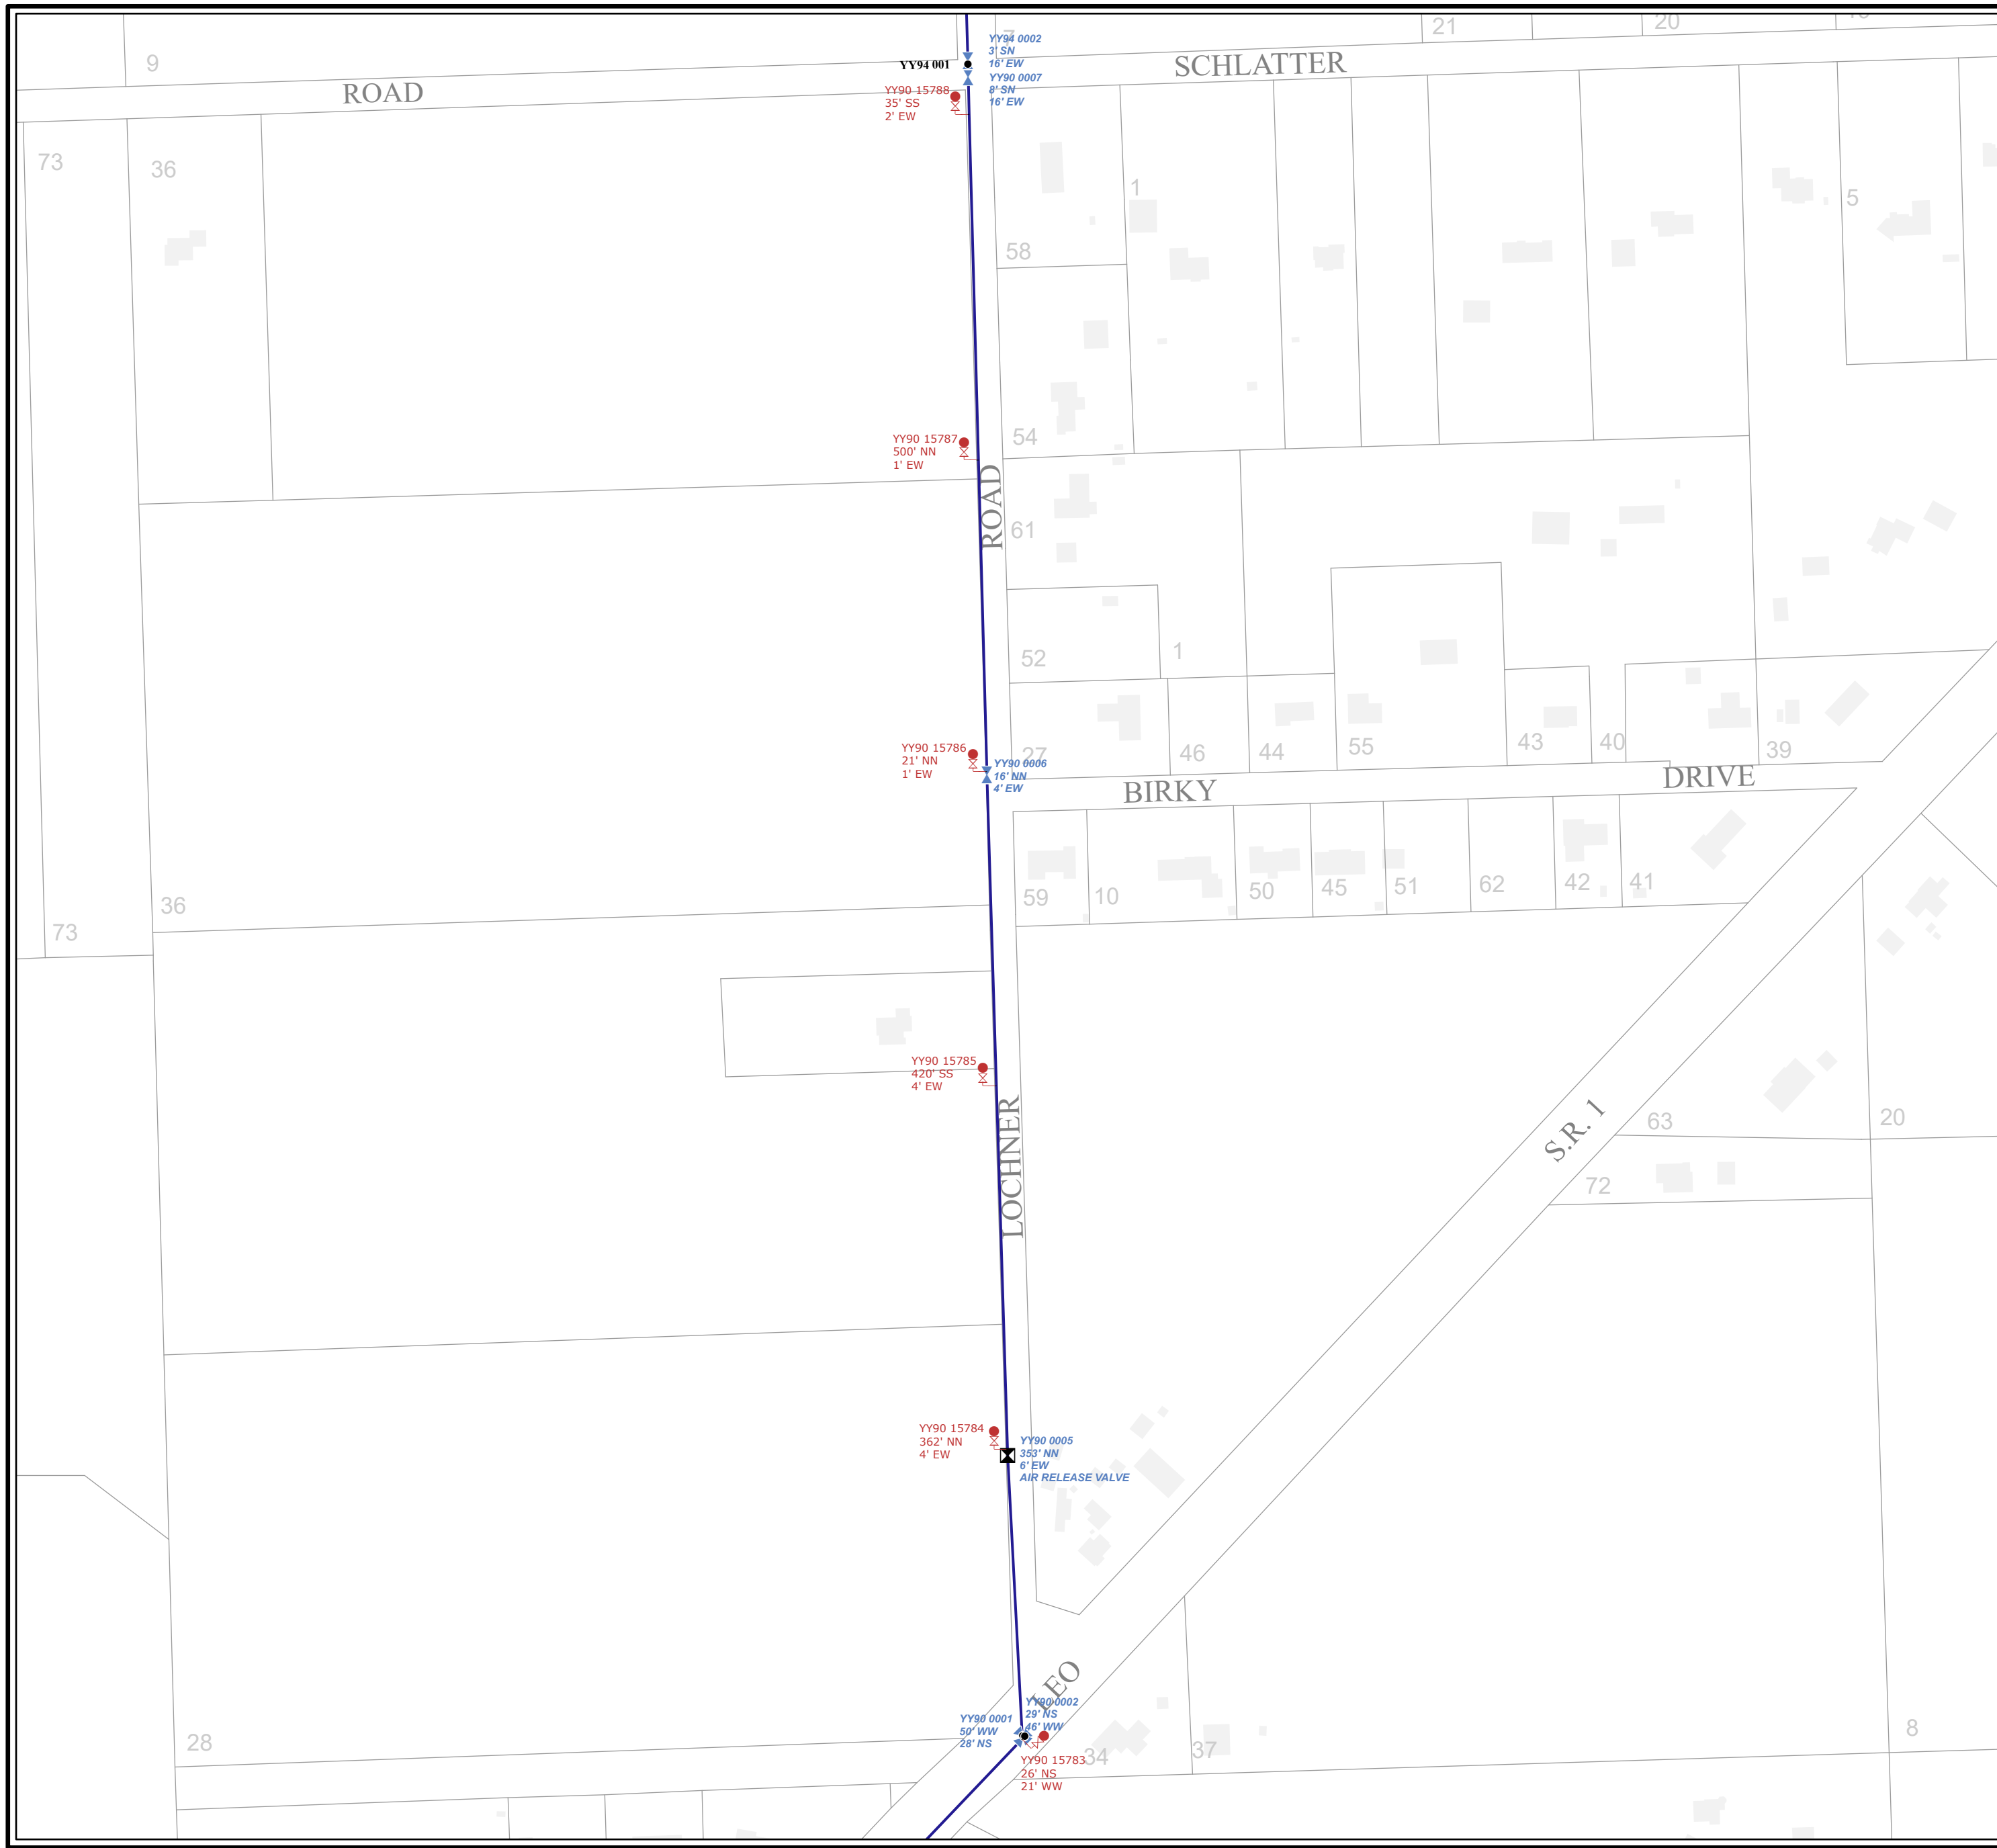 21
20
7
YY94 0002
3' SN
16' EW
YY94 001
YY90 0007
8' SN
16' EW
SCHLATTER
9
ROAD
YY90 15788
35' SS
2' EW
73
36
1
5
58
YY90 15787
500' NN
1' EW
54
ROAD
61
52
1
YY90 15786
21' NN
1' EW
27
YY90 0006
16' NN
4' EW
46
44
55
43
40
39
BIRKY
DRIVE
36
73
59
10
50
45
51
62
42
41
YY90 15785
420' SS
4' EW
LOCHNER
S.R. 1
63
20
72
YY90 15784
362' NN
4' EW
YY90 0005
353' NN
6' EW
AIR RELEASE VALVE
LEO
YY90 0002
29' NS
46' WW
YY90 0001
50' WW
28' NS
28
34
37
8
YY90 15783
26' NS
21' WW